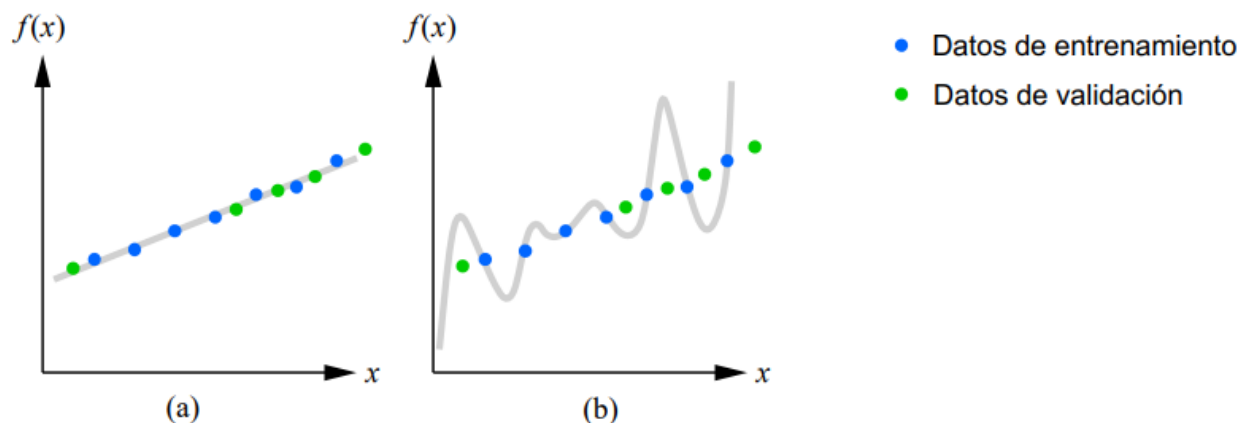 f(x)
f(x)
Datos de entrenamiento
Datos de validación
x
x
(a)
(b)